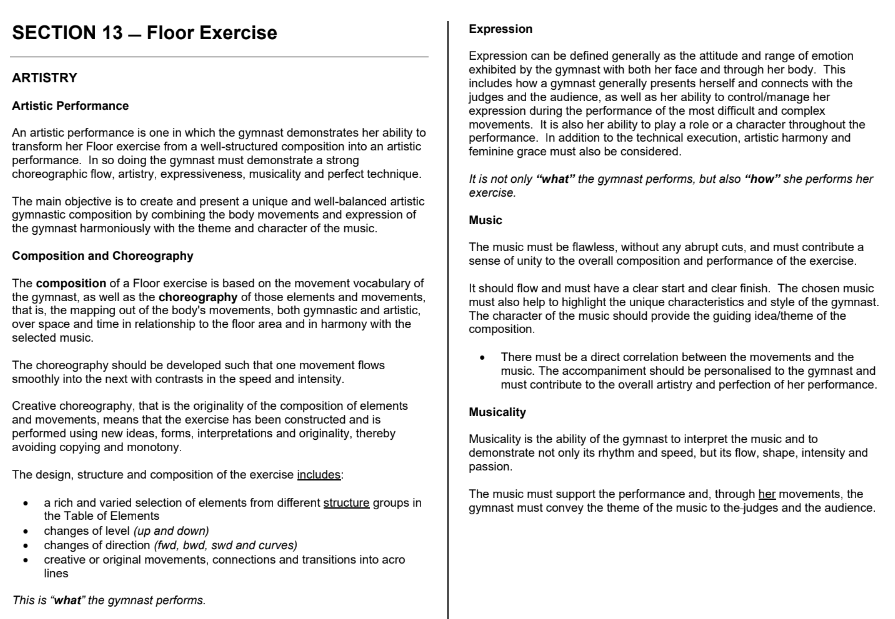 SECTION 13 – Floor Exercise
ARTISTRY
Artistic Performance
An artistic performance is one in which the gymnast demonstrates her ability to
transform her Floor exercise from a well-structured composition into an artistic
performance. In so doing the gymnast must demonstrate a strong
choreographic flow, artistry, expressiveness, musicality and perfect technique.
The main objective is to create and present a unique and well-balanced artistic
gymnastic composition by combining the body movements and expression of
the gymnast harmoniously with the theme and character of the music.
Composition and Choreography
The composition of a Floor exercise is based on the movement vocabulary of
the gymnast, as well as the choreography of those elements and movements,
that is, the mapping out of the body's movements, both gymnastic and artistic,
over space and time in relationship to the floor area and in harmony with the
selected music.
The choreography should be developed such that one movement flows
smoothly into the next with contrasts in the speed and intensity.
Creative choreography, that is the originality of the composition of elements
and movements, means that the exercise has been constructed and is
performed using new ideas, forms, interpretations and originality, thereby
avoiding copying and monotony.
The design, structure and composition of the exercise includes:
• a rich and varied selection of elements from different structure groups in
the Table of Elements
• changes of level (up and down)
• changes of direction (fwd, bwd, swd and curves)
• creative or original movements, connections and transitions into acro
lines
This is “what” the gymnast performs.
Expression
Expression can be defined generally as the attitude and range of emotion
exhibited by the gymnast with both her face and through her body. This
includes how a gymnast generally presents herself and connects with the
judges and the audience, as well as her ability to control/manage her
expression during the performance of the most difficult and complex
movements. It is also her ability to play a role or a character throughout the
performance. In addition to the technical execution, artistic harmony and
feminine grace must also be considered.
It is not only “what” the gymnast performs, but also “how” she performs her
exercise.
Music
The music must be flawless, without any abrupt cuts, and must contribute a
sense of unity to the overall composition and performance of the exercise.
It should flow and must have a clear start and clear finish. The chosen music
must also help to highlight the unique characteristics and style of the gymnast.
The character of the music should provide the guiding idea/theme of the
composition.
• There must be a direct correlation between the movements and the
music. The accompaniment should be personalised to the gymnast and
must contribute to the overall artistry and perfection of her performance.
Musicality
Musicality is the ability of the gymnast to interpret the music and to
demonstrate not only its rhythm and speed, but its flow, shape, intensity and
passion.
The music must support the performance and, through her movements, the
gymnast must convey the theme of the music to the judges and the audience.